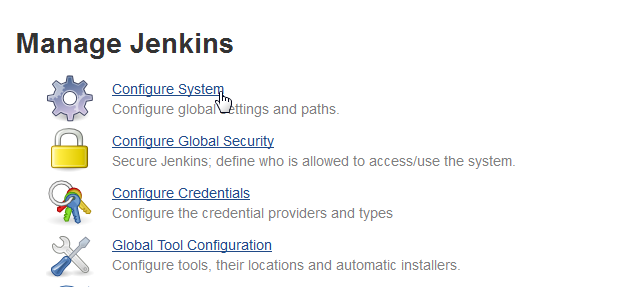 Manage Jenkins
Configure System
Configure global settings and paths.
Configure Global Security
Secure Jenkins; define who is allowed to access/use the system.
Configure Credentials
Configure the credential providers and types
Global Tool Configuration
Configure tools, their locations and automatic installers.